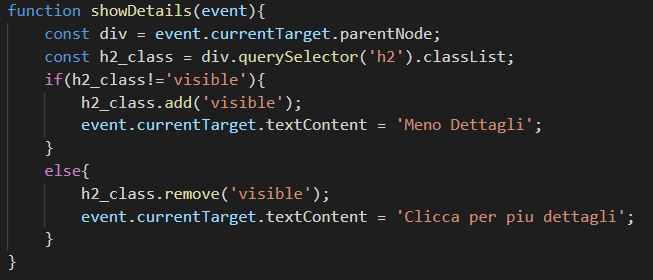 function showDetails(event){
    const div = event.currentTarget.parentNode;
    const h2_class = div.querySelector('h2').classList;
    if(h2_class!='visible'){
        h2_class.add('visible');
        event.currentTarget.textContent = 'Meno Dettagli';
    }
    else{
        h2_class.remove('visible');
        event.currentTarget.textContent = 'Clicca per piu dettagli';
    }
}